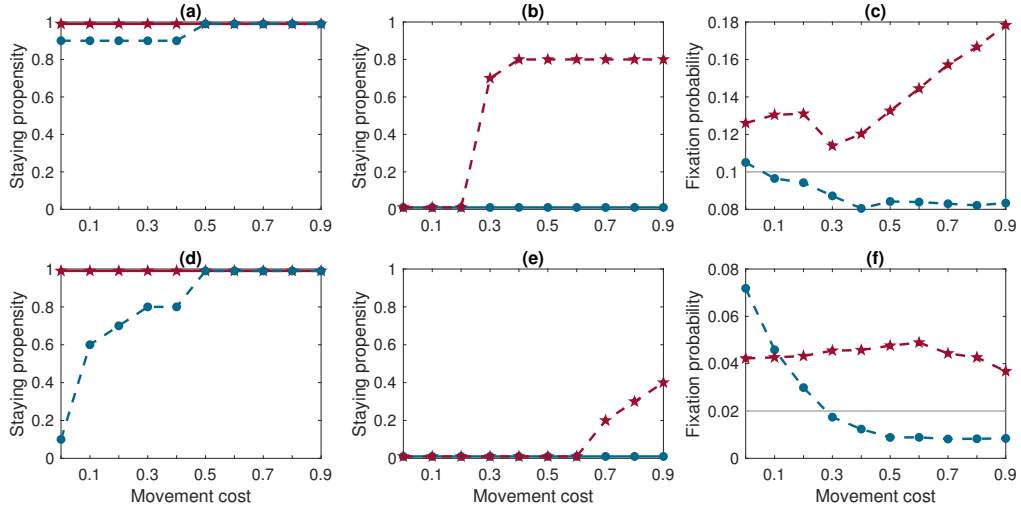 (a) (b) (c)
Staying propensity
1
0.8
0.6
0.4
0.2
0
0.1 0.3 0.5 0.7 0.9
Staying propensity
1
0.8
0.6
0.4
0.2
0
0.1 0.3 0.5 0.7 0.9
Fixation probability
0.18
0.16
0.14
0.12
0.1
0.08
0.1 0.3 0.5 0.7 0.9
(d) (e) (f)
Staying propensity
1
0.8
0.6
0.4
0.2
0
0.1 0.3 0.5 0.7 0.9
Movement cost
Staying propensity
1
0.8
0.6
0.4
0.2
0
0.1 0.3 0.5 0.7 0.9
Movement cost
Fixation probability
0.08
0.06
0.04
0.02
0
0.1 0.3 0.5 0.7 0.9
Movement cost